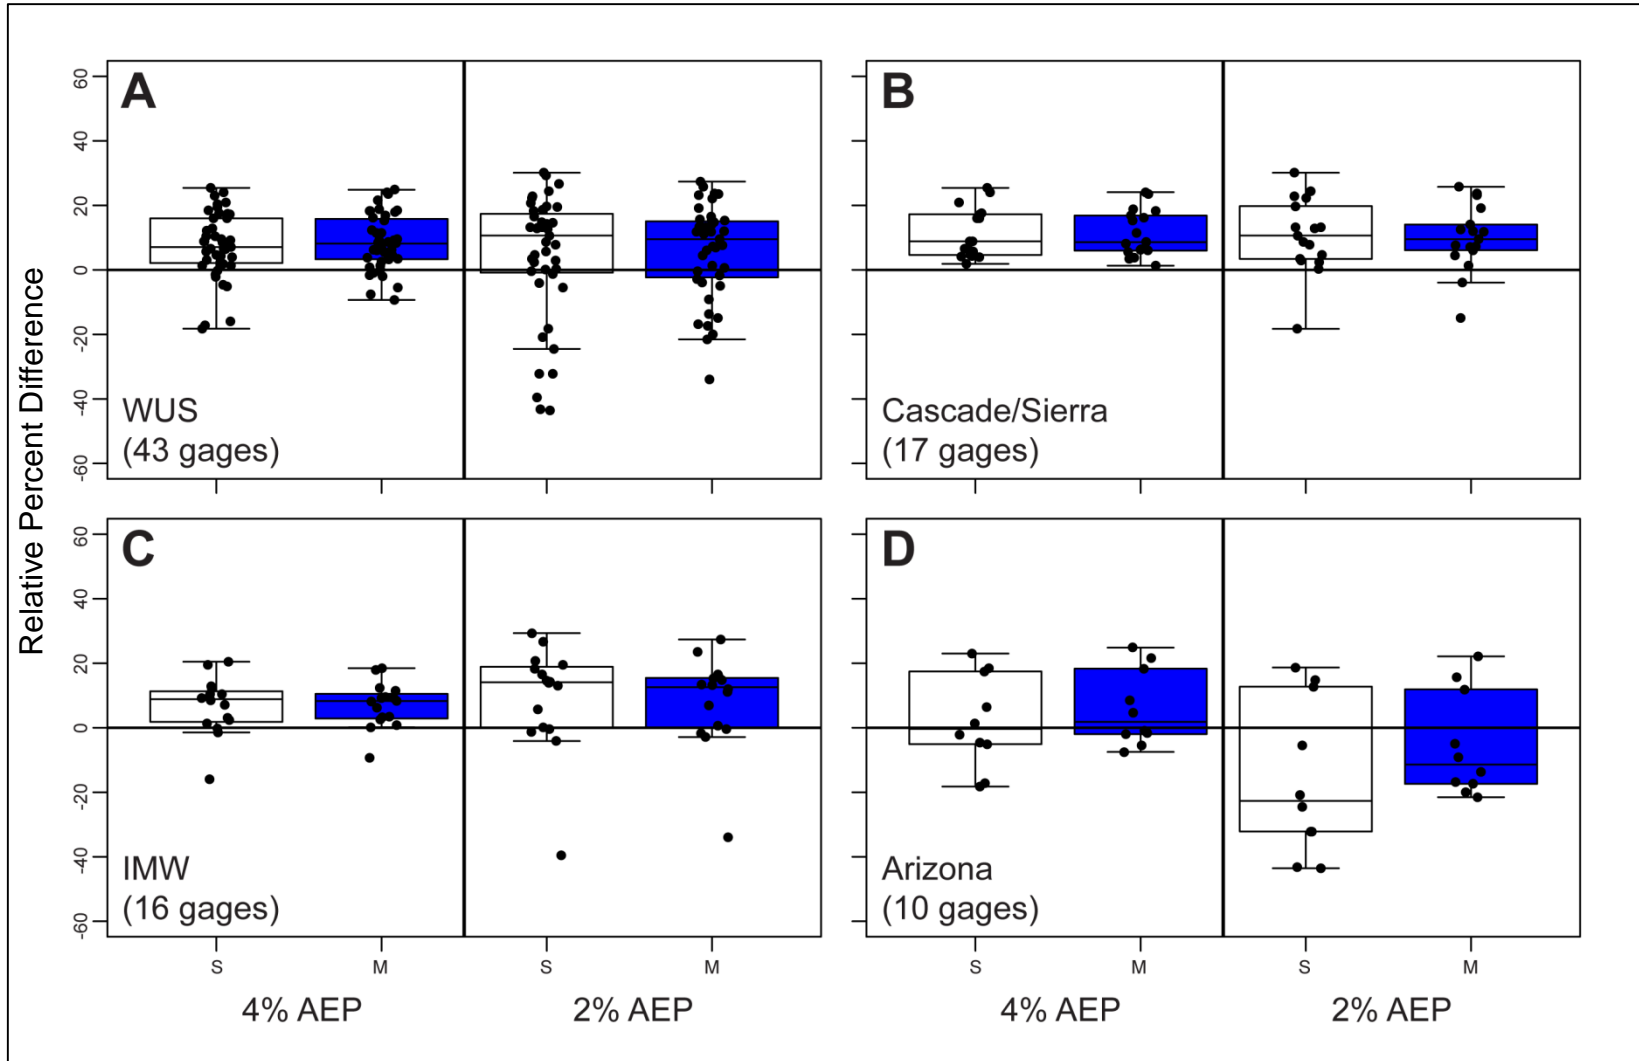 Relative Percent Difference
A
60
40
20
0
-20
-40
-60
WUS
(43 gages)
B
Cascade/Sierra
(17 gages)
C
60
40
20
0
-20
-40
-60
IMW
(16 gages)
D
Arizona
(10 gages)
S M S M S M S M
4% AEP 2% AEP 4% AEP 2% AEP